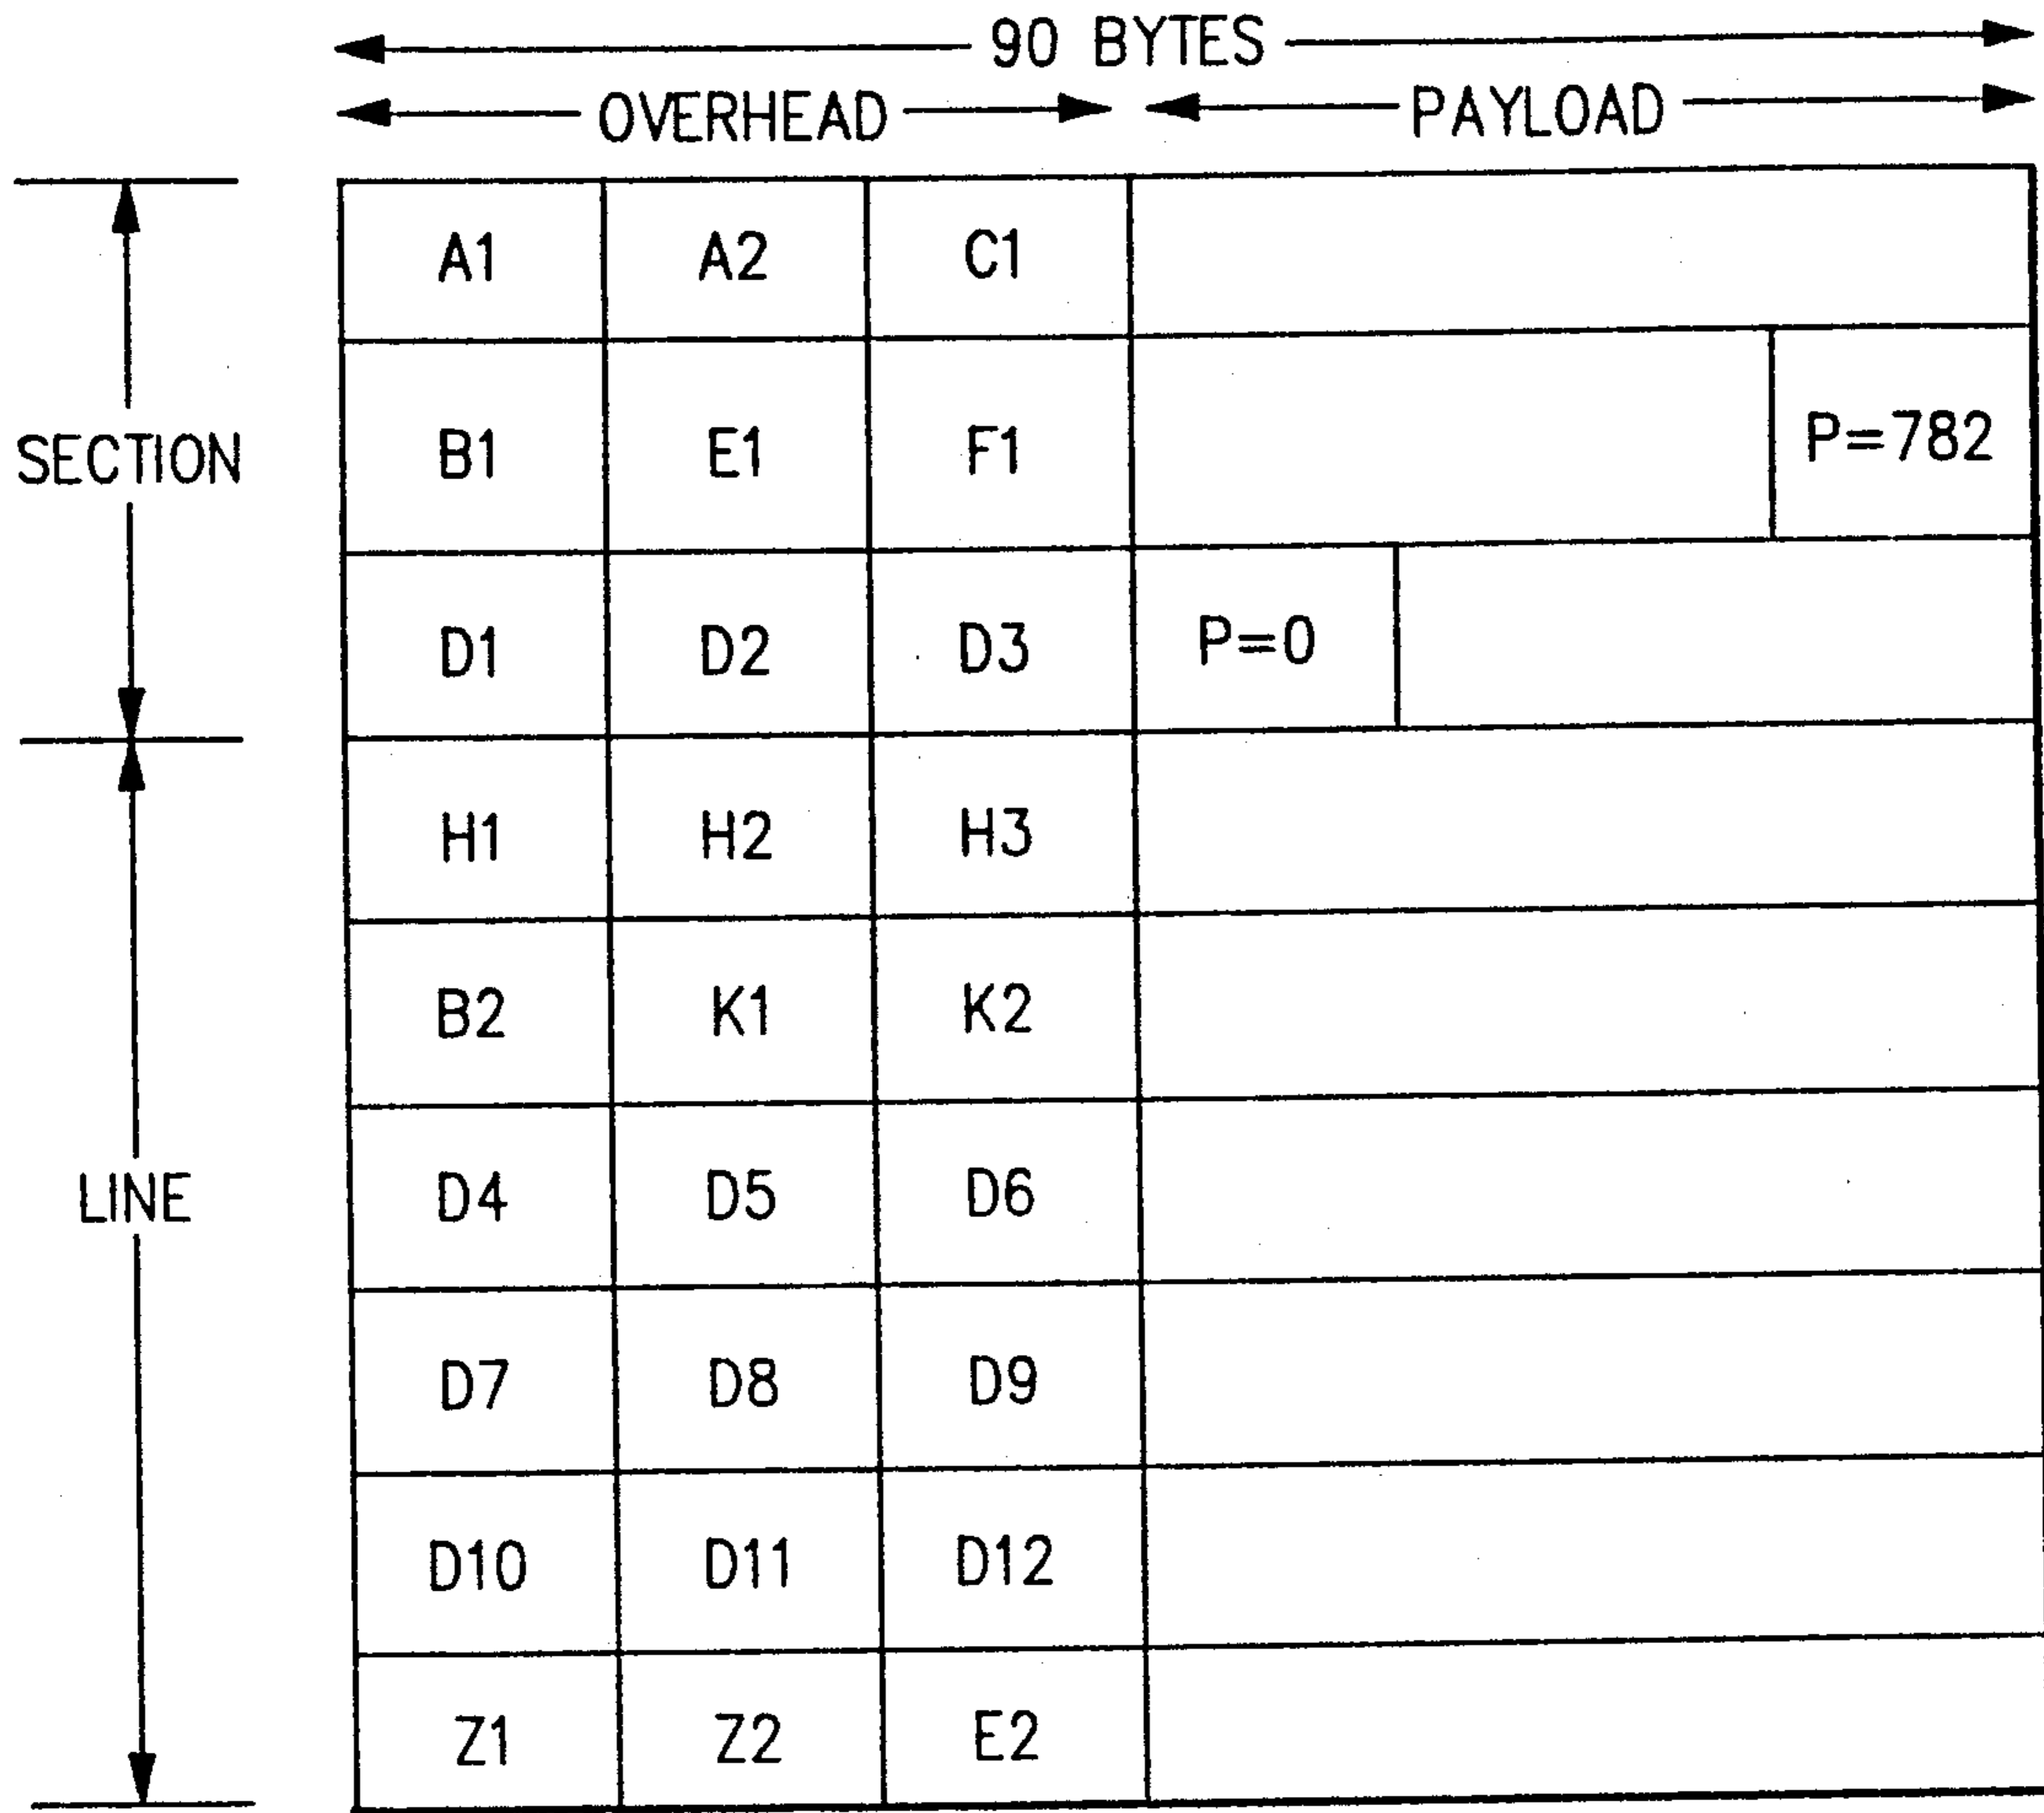 90 BYTES
OVERHEAD PAYLOAD
A1 A2 C1
SECTION B1 E1 F1 P=782
D1 D2 D3 P=0
H1 H2 H3
B2 K1 K2
LINE D4 D5 D6
D7 D8 D9
D10 D11 D12
Z1 Z2 E2